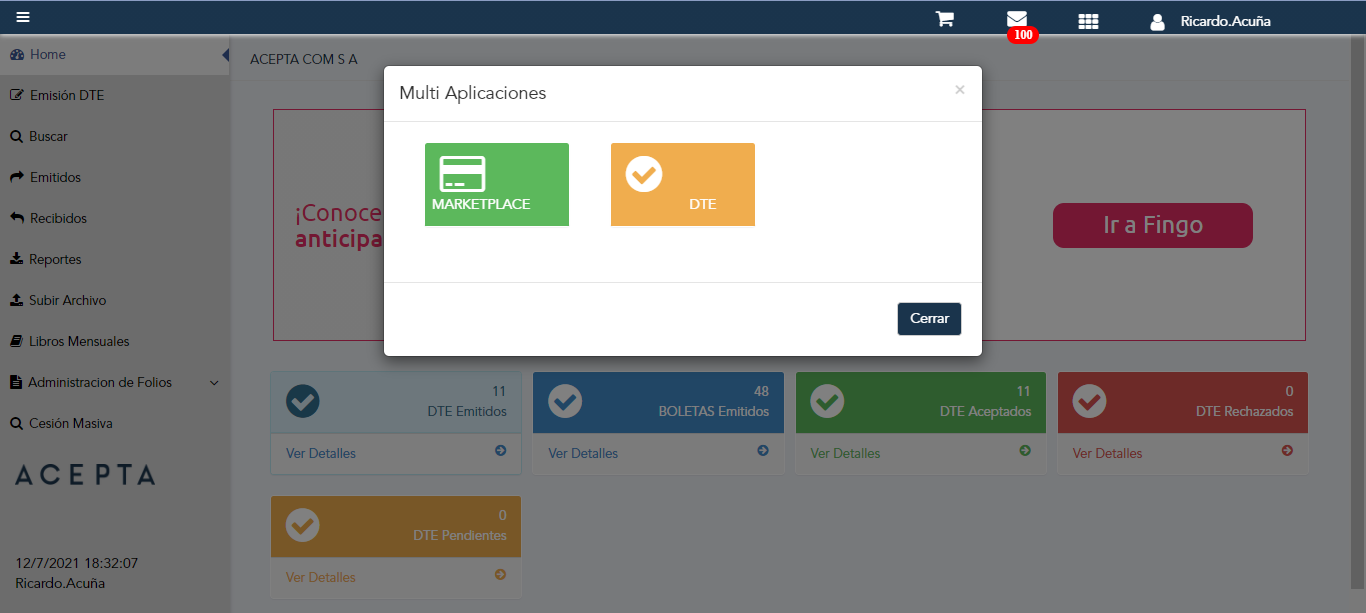 100
Ricardo.Acuña
Home
Emisión DTE
Buscar
Emitidos
Recibidos
Reportes
Subir Archivo
Libros Mensuales
Administracion de Folios
Cesión Masiva
ACEPTA
12/7/2021 18:32:07
Ricardo.Acuña
ACEPTA COM S A
Multi Aplicaciones
×
MARKETPLACE
DTE
Cerrar
¡Conoce
anticipa
Ir a Fingo
11
DTE Emitidos
Ver Detalles
48
BOLETAS Emitidos
Ver Detalles
11
DTE Aceptados
Ver Detalles
0
DTE Rechazados
Ver Detalles
0
DTE Pendientes
Ver Detalles